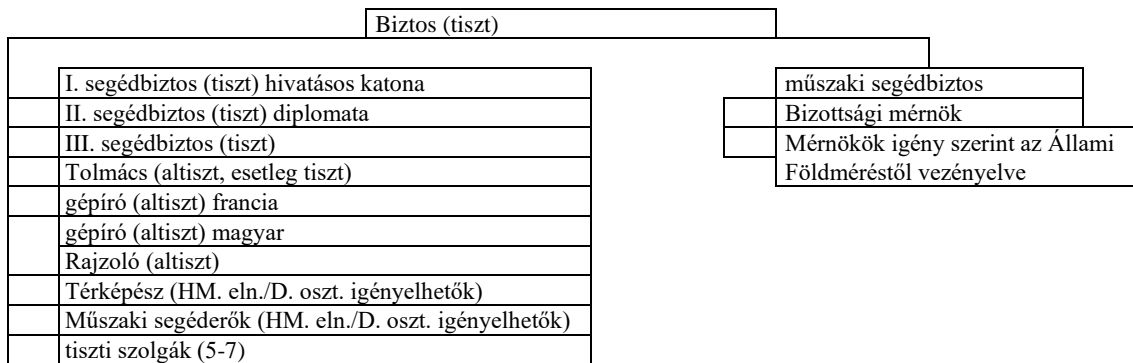 Biztos (tiszt)
I. segédbiztos (tiszt) hivatásos katona
II. segédbiztos (tiszt) diplomata
III. segédbiztos (tiszt)
Tolmács (altiszt, esetleg tiszt)
gépíró (altiszt) francia
gépíró (altiszt) magyar
Rajzoló (altiszt)
Térképész (HM. eln./D. oszt. igényelhetők)
Műszaki segéderők (HM. eln./D. oszt. igényelhetők)
tiszti szolgák (5-7)
műszaki segédbiztos
Bizottsági mérnök
Mérnökök igény szerint az Állami
Földméréstől vezényelve